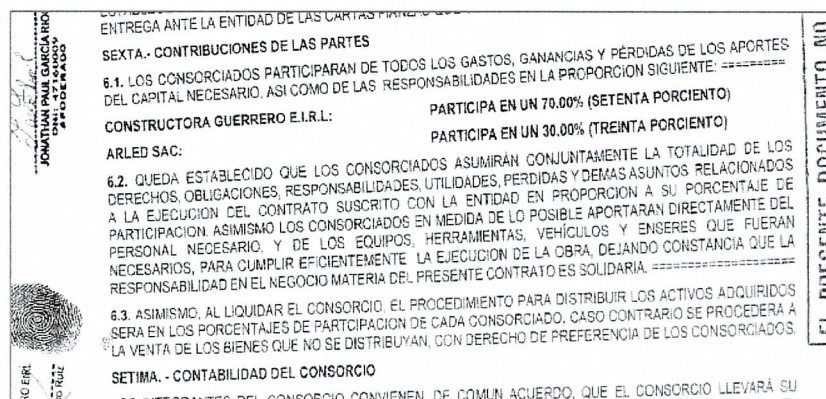 ENTREGA ANTE LA ENTIDAD DE LAS CARTAS FIANZAS QUE
SEXTA.- CONTRIBUCIONES DE LAS PARTES
6.1. LOS CONSORCIADOS PARTICIPARAN DE TODOS LOS GASTOS, GANANCIAS Y PÉRDIDAS DE LOS APORTES
DEL CAPITAL NECESARIO, ASI COMO DE LAS RESPONSABILIDADES EN LA PROPORCION SIGUIENTE: =========
CONSTRUCTORA GUERRERO E.I.R.L: PARTICIPA EN UN 70.00% (SETENTA PORCIENTO)
ARLED SAC: PARTICIPA EN UN 30.00% (TREINTA PORCIENTO)
6.2. QUEDA ESTABLECIDO QUE LOS CONSORCIADOS ASUMIRÁN CONJUNTAMENTE LA TOTALIDAD DE LOS
DERECHOS, OBLIGACIONES, RESPONSABILIDADES, UTILIDADES, PERDIDAS Y DEMAS ASUNTOS RELACIONADOS
A LA EJECUCION DEL CONTRATO SUSCRITO CON LA ENTIDAD EN PROPORCION A SU PORCENTAJE DE
PARTICIPACION. ASIMISMO LOS CONSORCIADOS EN MEDIDA DE LO POSIBLE APORTARAN DIRECTAMENTE DEL
PERSONAL NECESARIO, Y DE LOS EQUIPOS, HERRAMIENTAS, VEHÍCULOS Y ENSERES QUE FUERAN
NECESARIOS, PARA CUMPLIR EFICIENTEMENTE LA EJECUCION DE LA OBRA, DEJANDO CONSTANCIA QUE LA
RESPONSABILIDAD EN EL NEGOCIO MATERIA DEL PRESENTE CONTRATO ES SOLIDARIA. =================
6.3. ASIMISMO, AL LIQUIDAR EL CONSORCIO, EL PROCEDIMIENTO PARA DISTRIBUIR LOS ACTIVOS ADQUIRIDOS
SERA EN LOS PORCENTAJES DE PARTCIPACION DE CADA CONSORCIADO, CASO CONTRARIO SE PROCEDERA A
LA VENTA DE LOS BIENES QUE NO SE DISTRIBUYAN, CON DERECHO DE PREFERENCIA DE LOS CONSORCIADOS.
SETIMA. - CONTABILIDAD DEL CONSORCIO
INTEGRANTES DEL CONSORCIO CONVIENEN, DE COMUN ACUERDO, QUE EL CONSORCIO LLEVARÁ SU
JONATHAN PAUL GARCÍA RIO
APODERADO
RO EIRL
RUIZ
EL PRESENTE DOCUMENTO NO